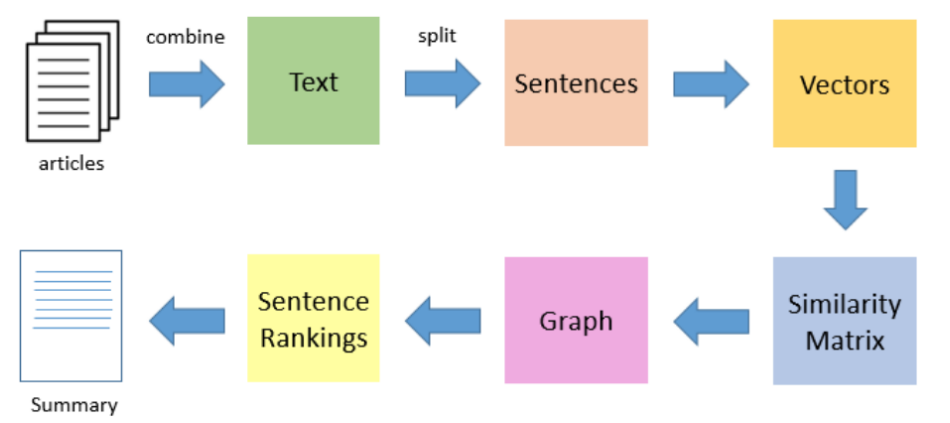 combine
split
Text
Sentences
Vectors
articles
Sentence
Rankings
Graph
Similarity
Matrix
Summary